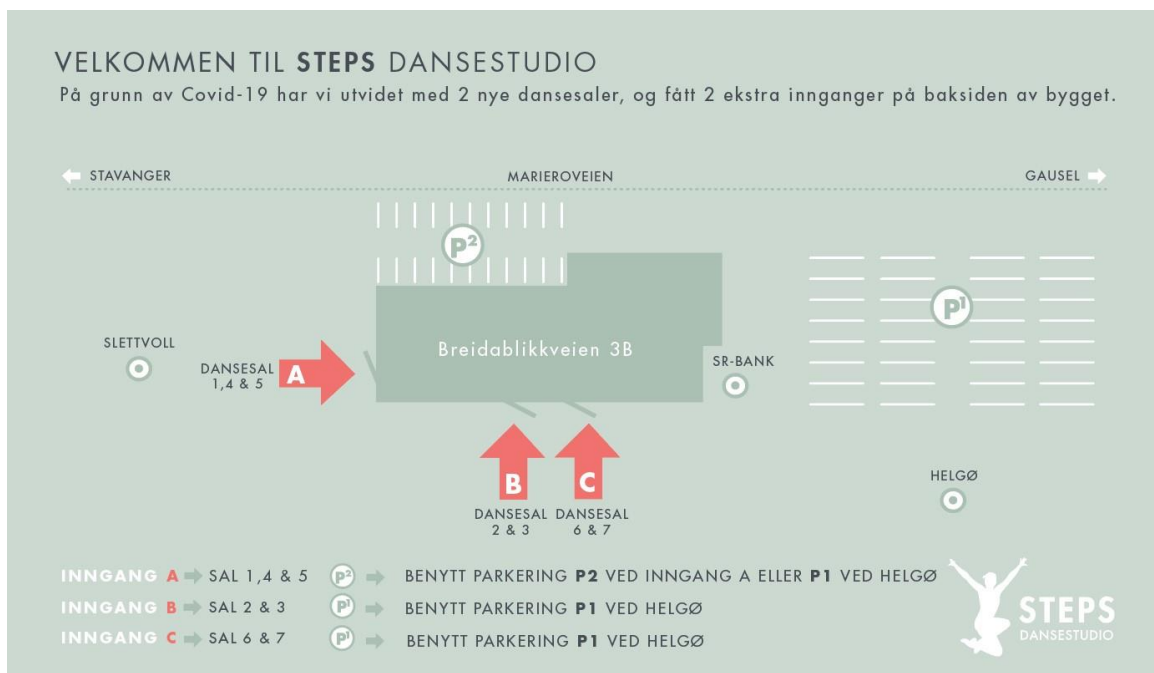 VELKOMMEN TIL STEPS DANSESTUDIO
På grunn av Covid-19 har vi utvidet med 2 nye dansesaler, og fått 2 ekstra innganger på baksiden av bygget.
STAVANGER
MARIEROVEIEN
GAUSEL
P²
P¹
Breidablikkveien 3B
SLETTVOLL
DANSESAL
1,4 & 5
A
SR-BANK
B
C
DANSESAL
2 & 3
DANSESAL
6 & 7
HELGØ
INNGANG A SAL 1,4 & 5 P² BENYTT PARKERING P2 VED INNGANG A ELLER P1 VED HELGØ
INNGANG B SAL 2 & 3 P¹ BENYTT PARKERING P1 VED HELGØ
INNGANG C SAL 6 & 7 P¹ BENYTT PARKERING P1 VED HELGØ
STEPS
DANSESTUDIO